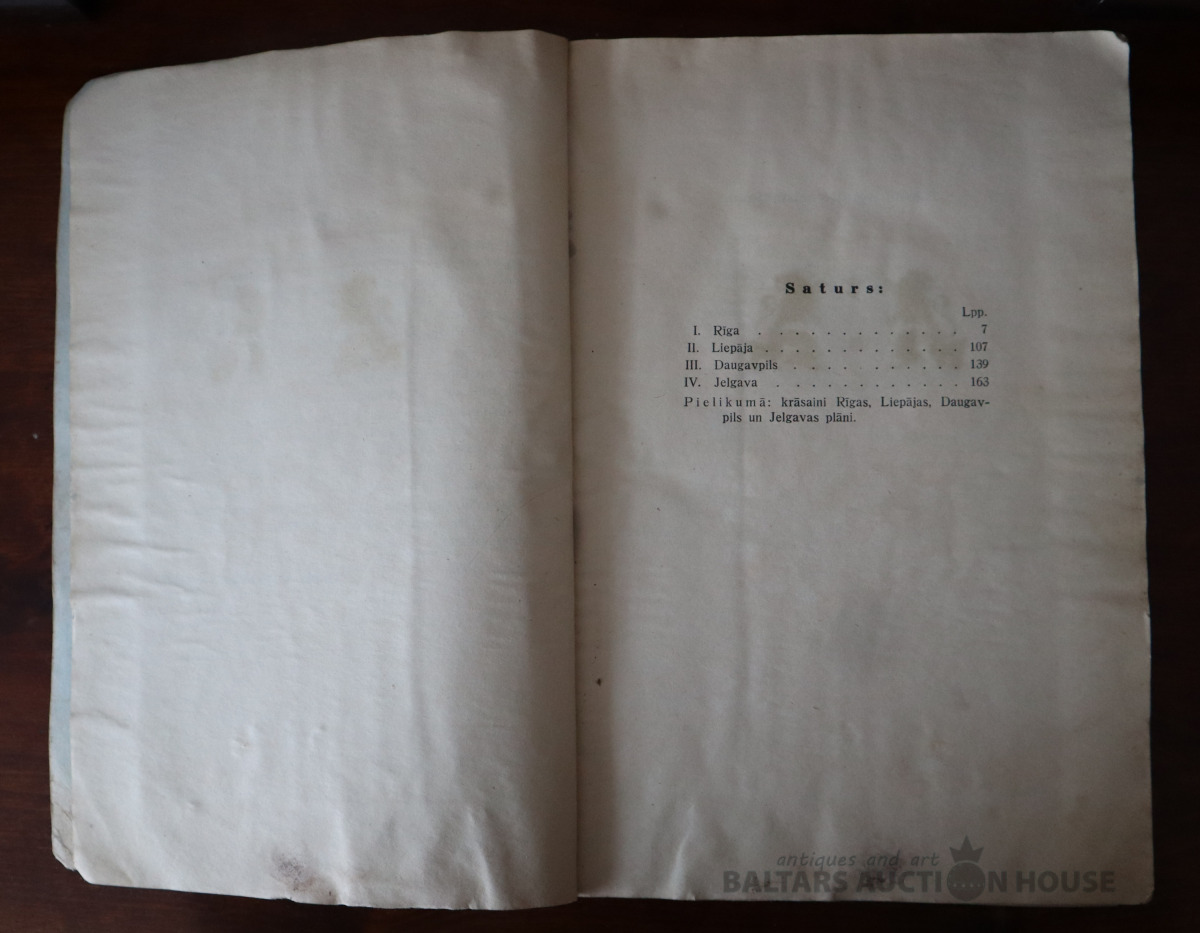 Saturs:
Lpp.
I. Rīga . . . . . . . . . . . . . 7
II. Liepāja . . . . . . . . . . . . 107
III. Daugavpils . . . . . . . . . . 139
IV. Jelgava . . . . . . . . . . . 163
Pielikumā: krāsaini Rīgas, Liepājas, Daugav-
pils un Jelgavas plāni.
antiques and art
BALTARS AUCTION HOUSE